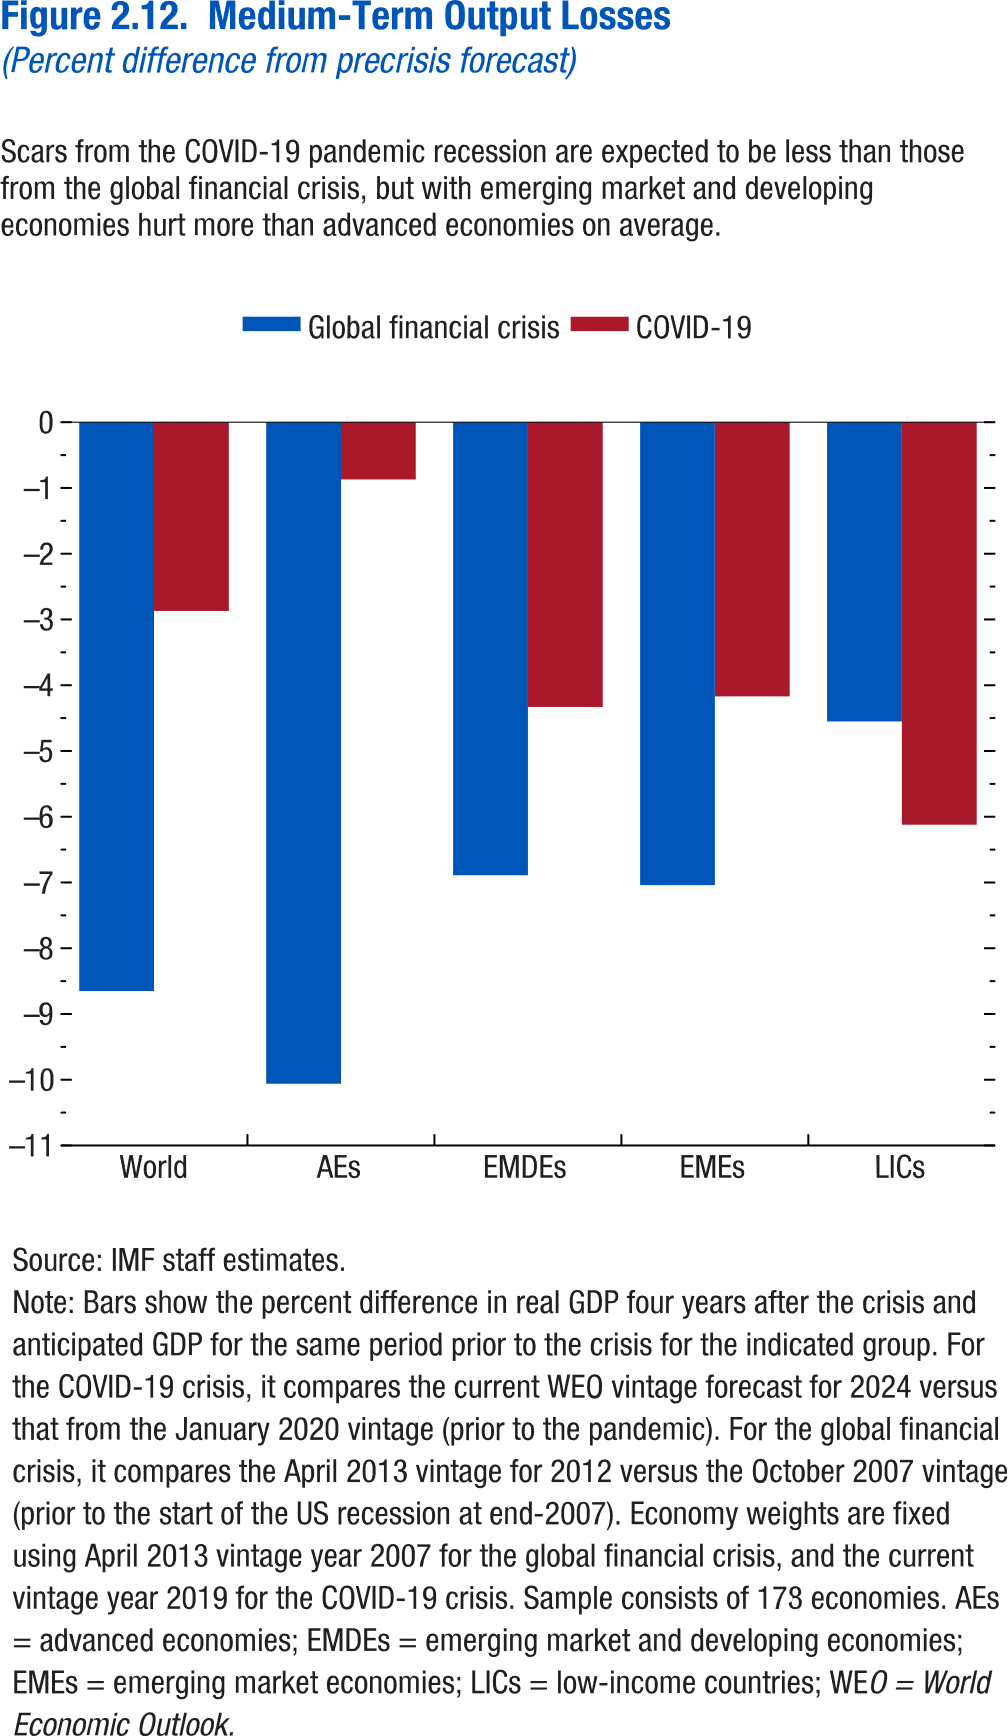 Figure 2.12. Medium-Term Output Losses
(Percent difference from precrisis forecast)
Scars from the COVID-19 pandemic recession are expected to be less than those
from the global financial crisis, but with emerging market and developing
economies hurt more than advanced economies on average.
Global financial crisis COVID-19
0
–1
–2
–3
–4
–5
–6
–7
–8
–9
–10
–11
World AEs EMDEs EMEs LICs
Source: IMF staff estimates.
Note: Bars show the percent difference in real GDP four years after the crisis and
anticipated GDP for the same period prior to the crisis for the indicated group. For
the COVID-19 crisis, it compares the current WEO vintage forecast for 2024 versus
that from the January 2020 vintage (prior to the pandemic). For the global financial
crisis, it compares the April 2013 vintage for 2012 versus the October 2007 vintage
(prior to the start of the US recession at end-2007). Economy weights are fixed
using April 2013 vintage year 2007 for the global financial crisis, and the current
vintage year 2019 for the COVID-19 crisis. Sample consists of 173 economies. AEs
= advanced economies; EMDEs = emerging market and developing economies;
EMEs = emerging market economies; LICs = low-income countries; WEO = World
Economic Outlook.